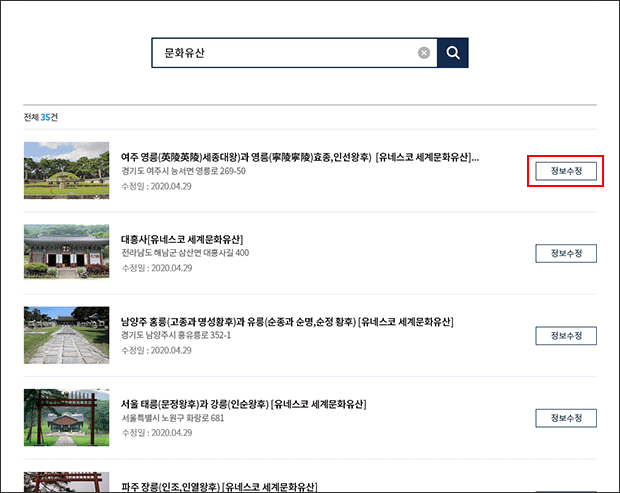 문화유산
전체 35건
여주 영릉(英陵英陵)세종대왕)과 영릉(寧陵寧陵)효종,인선왕후) [유네스코 세계문화유산]...
경기도 여주시 능서면 영릉로 269-50
정보수정
수정일 : 2020.04.29
대흥사[유네스코 세계문화유산]
전라남도 해남군 삼산면 대흥사길 400
정보수정
수정일 : 2020.04.29
남양주 홍릉(고종과 명성황후)과 유릉(순종과 순명,순정 황후) [유네스코 세계문화유산]
경기도 남양주시 홍유릉로 352-1
정보수정
수정일 : 2020.04.29
서울 태릉(문정왕후)과 강릉(인순왕후) [유네스코 세계문화유산]
서울특별시 노원구 화랑로 681
정보수정
수정일 : 2020.04.29
파주 장릉(인조,인열왕후) [유네스코 세계문화유산]